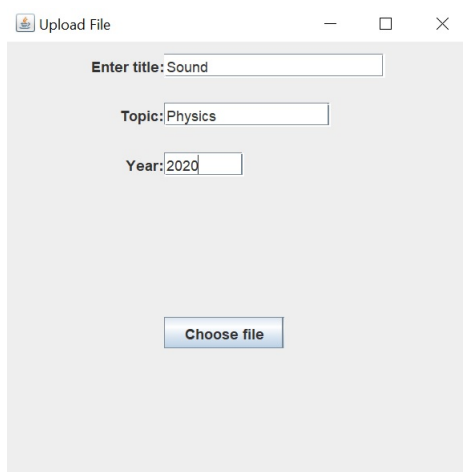 Upload File
Enter title: Sound
Topic: Physics
Year: 2020
Choose file